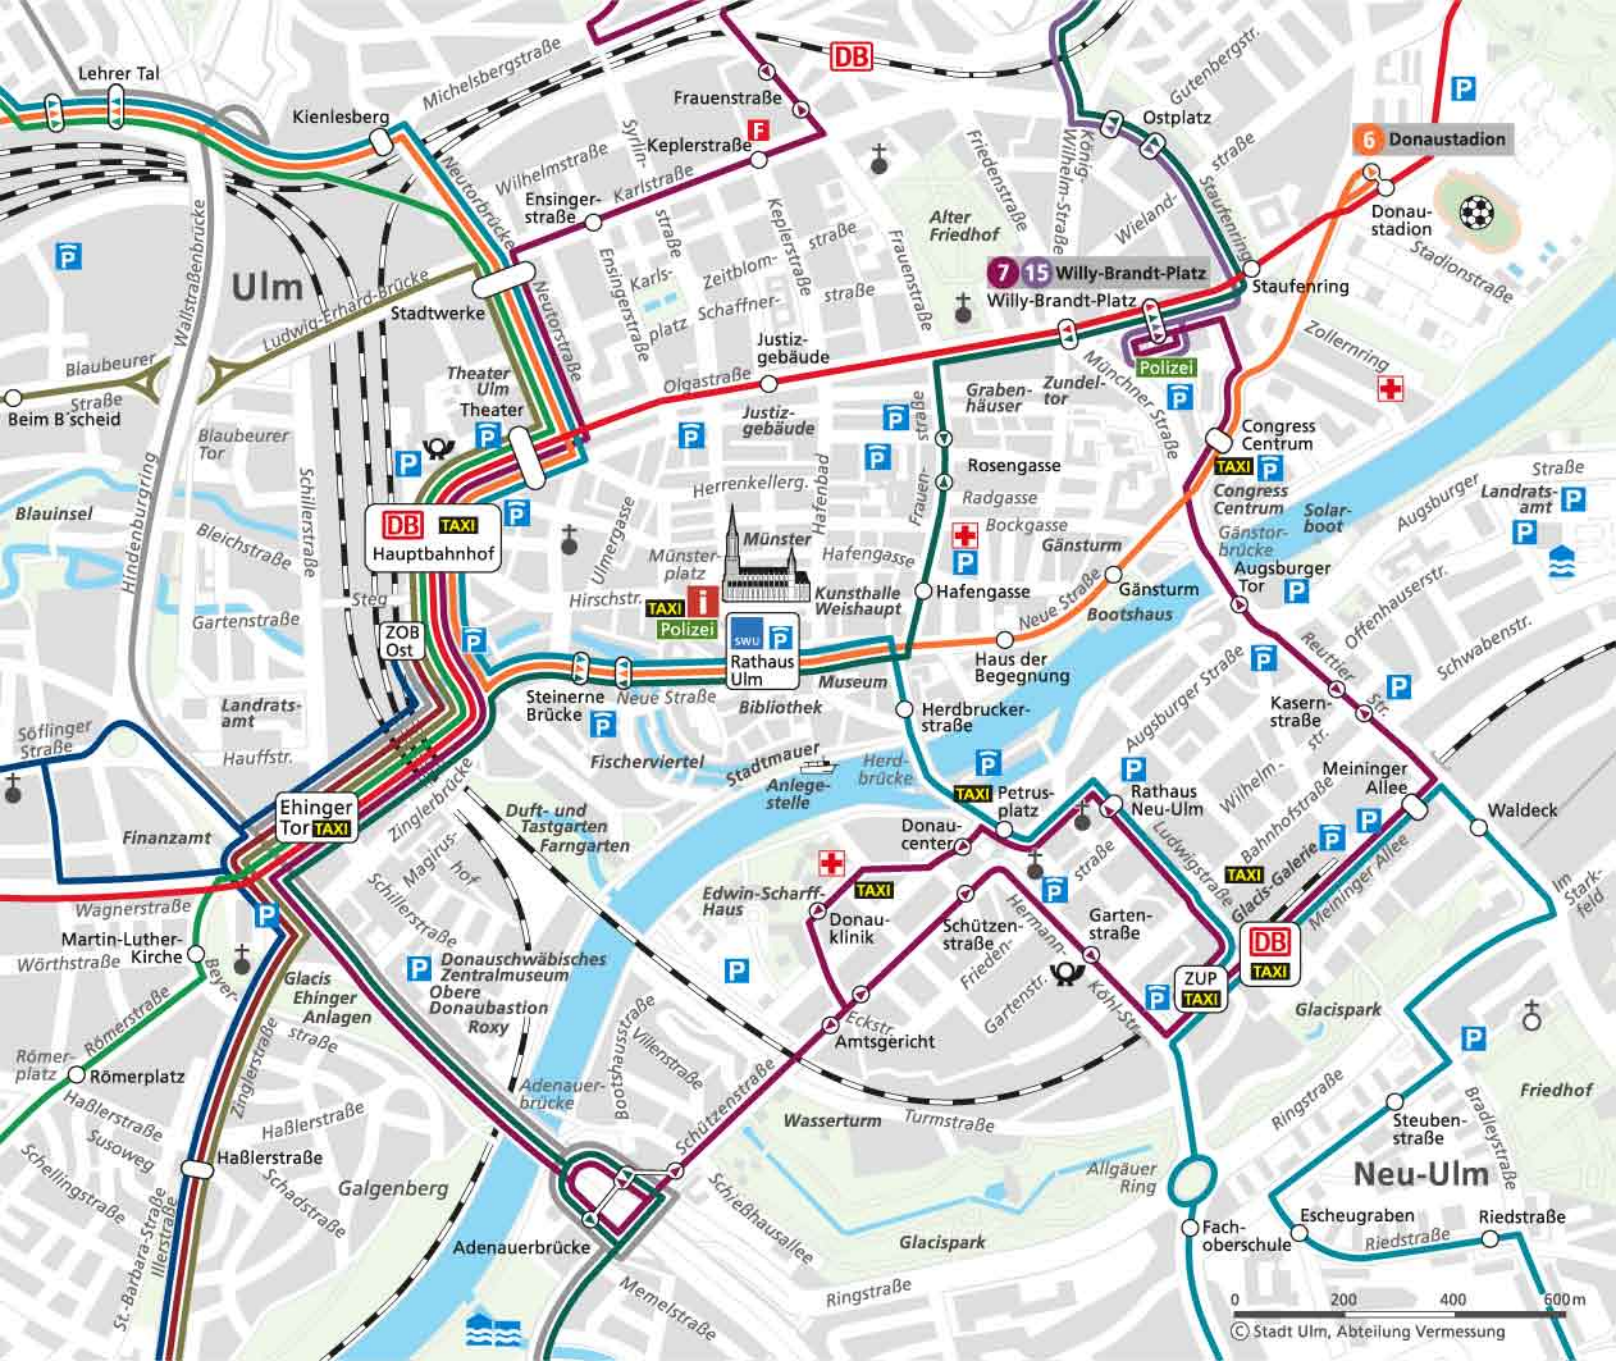 DB
Lehrer Tal
Michelsbergstraße
Gutenbergstr.
P
Frauenstraße
Kienlesberg
Ostplatz
F
Keplerstraße
6 Donaustadion
Syrlin-
straße
Wilhelmstraße
Karlstraße
Neutorbrücke
Friedenstraße
König-
Wilhelm-Straße
straße
Wieland-
Staufenring
Ensinger-
straße
Keplerstraße
straße
Alter
Friedhof
Frauenstraße
Donau-
stadion
Stadionstraße
Wallstraßenbrücke
P
Ulm
Ludwig-Erhard-Brücke
Stadtwerke
Neutorstraße
Ensingerstraße
Karls-
platz
Zeitblom-
straße
Schaffner-
7 15 Willy-Brandt-Platz
Willy-Brandt-Platz
Staufenring
Zollernring
Blaubeurer
Straße
Beim B´scheid
Justiz-
gebäude
Olgastraße
Justiz-
gebäude
Theater
Ulm
Theater
Polizei
Münchner Straße
Graben-
häuser
Zundel-
tor
P
Blaubeurer
Tor
P
P
P
P
P
Frauen-
straße
Congress
Centrum
TAXI P
Congress
Centrum
Rosengasse
Radgasse
Bockgasse
Herrenkellerg.
Hafenbad
Hindenburgring
Schillerstraße
Blauinsel
Bleichstraße
DB TAXI
Hauptbahnhof
P
Ulmergasse
Münster-
platz
Münster
Hafengasse
P
Gänsturm
Gänstor-
brücke
Solar-
boot
Augsburger
Straße
Landrats-
amt
P
P
Augsburger
Tor
P
Steg
Gartenstraße
Hirschstr.
TAXI i
Polizei
Kunsthalle
Weishaupt
Hafengasse
Neue Straße
Gänsturm
Bootshaus
Offenhauserstr.
Schwabenstr.
ZOB
Ost
P
SWU P
Rathaus
Ulm
Haus der
Begegnung
Reuttier
Str.
P
P
Landrats-
amt
Steinerne
Brücke
Neue Straße
P
Museum
Bibliothek
Herdbrucker-
straße
Augsburger Straße
Kasern-
straße
Söflinger
Straße
Hauffstr.
Zinglerbrücke
Fischerviertel
Stadtmauer
Anlege-
stelle
Herd-
brücke
P
P
Wilhelm-
str.
Meininger
Allee
Ehinger
Tor TAXI
Finanzamt
Magirus-
hof
Duft- und
Tastgarten
Farngarten
TAXI Petrus-
platz
Donau-
center
Rathaus
Neu-Ulm
Bahnhofstraße
P
P
Waldeck
Ludwigstraße
straße
TAXI
Glacis-Galerie
Meininger Allee
Im
Stark-
feld
Wagnerstraße
P
Schillerstraße
Edwin-Scharff-
Haus
TAXI
Donau-
klinik
P
Schützen-
straße
Hermann-
Köhl-Str.
Garten-
straße
Martin-Luther-
Kirche
Wörthstraße
Beyer-
straße
P
Donauschwäbisches
Zentralmuseum
Obere
Donaubastion
Roxy
P
Frieden-
Gartenstr.
P
ZUP
TAXI
DB
TAXI
Glacis
Ehinger
Anlagen
Römerstraße
Römer-
platz
Römerplatz
Zinglerstraße
Bootshausstraße
Villenstraße
Eckstr.
Amtsgericht
Glacispark
P
Haßlerstraße
Susoweg
Schellingstraße
Haßlerstraße
Adenauer-
brücke
Schützenstraße
Wasserturm
Turmstraße
Ringstraße
Steuben-
straße
Bradleystraße
Friedhof
Haßlerstraße
Schadstraße
Galgenberg
Allgäuer
Ring
Neu-Ulm
St.-Barbara-Straße
Illerstraße
Adenauerbrücke
Schießhausallee
Glacispark
Fach-
oberschule
Escheugraben
Riedstraße
Riedstraße
Memelstraße
Ringstraße
0 200 400 600m
© Stadt Ulm, Abteilung Vermessung